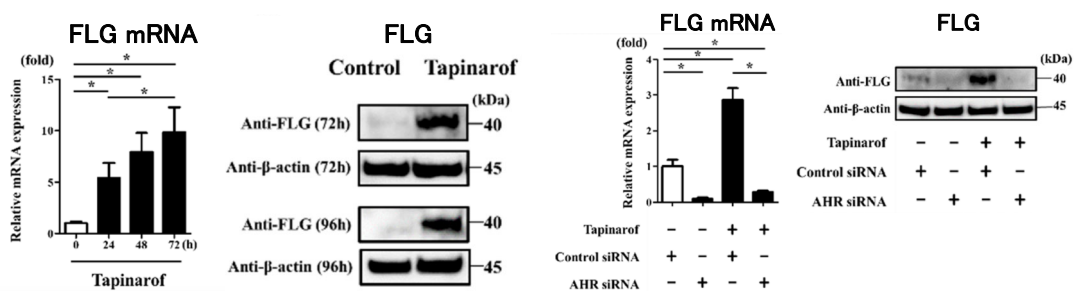 FLG mRNA
(fold)
Relative mRNA expression
15
10
5
0
* * * * *
0 24 48 72 (h)
Tapinarof
FLG
Control Tapinarof
(kDa)
Anti-FLG (72h) 40
Anti-β-actin (72h) 45
Anti-FLG (96h) 40
Anti-β-actin (96h) 45
FLG mRNA
(fold)
Relative mRNA expression
4
3
2
1
0
* * * *
Tapinarof − − + +
Control siRNA + − + −
AHR siRNA − + − +
FLG
(kDa)
Anti-FLG 40
Anti-β-actin 45
Tapinarof − − + +
Control siRNA + − + −
AHR siRNA − + − +